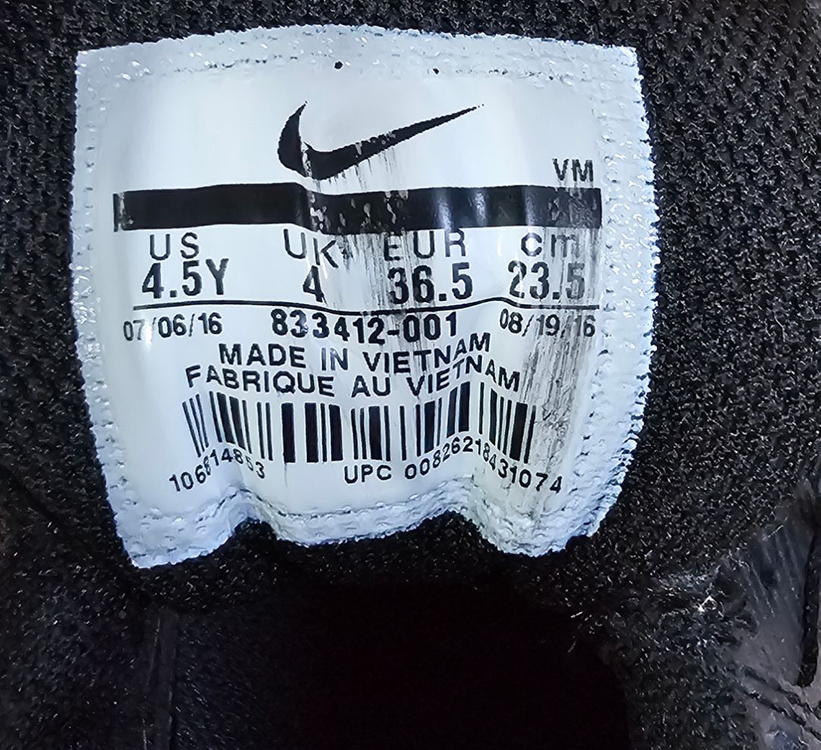 VM
US UK EUR cm
4.5Y 4 36.5 23.5
07/06/16 833412-001 08/19/16
MADE IN VIETNAM
FABRIQUE AU VIETNAM
106814853 UPC 00826218431074